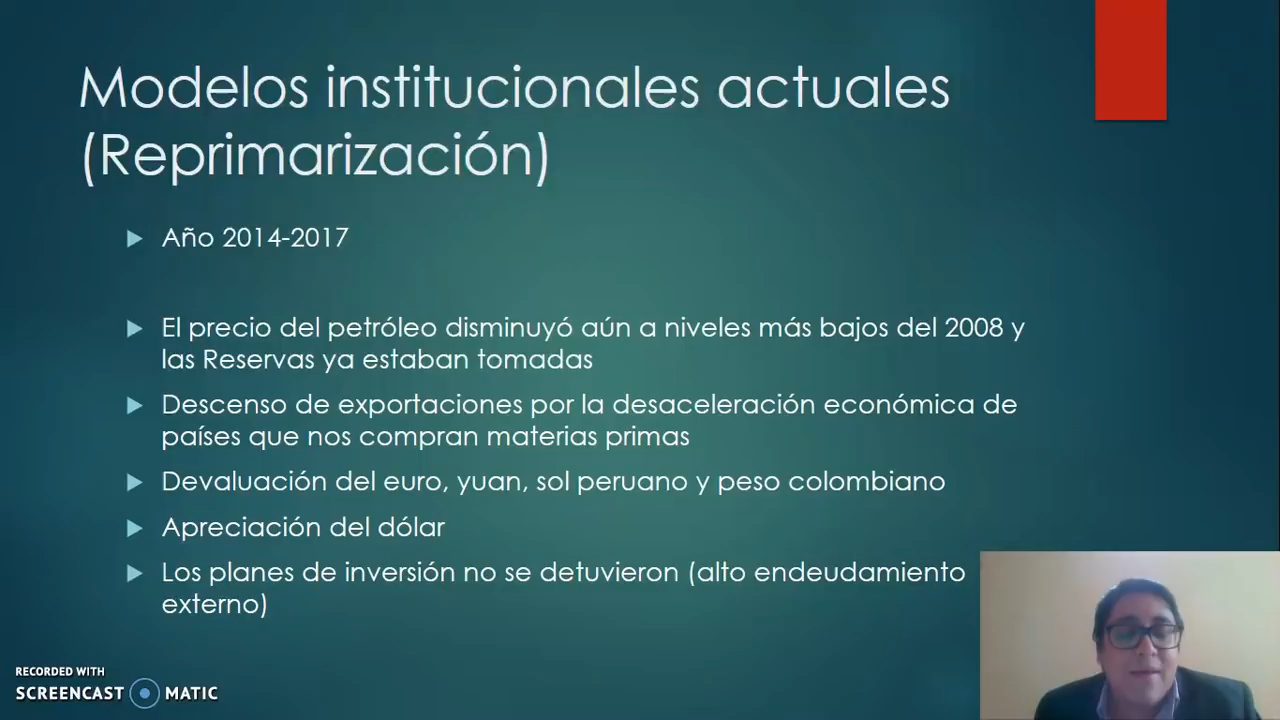 Modelos institucionales actuales
(Reprimarización)
Año 2014-2017
El precio del petróleo disminuyó aún a niveles más bajos del 2008 y
las Reservas ya estaban tomadas
Descenso de exportaciones por la desaceleración económica de
países que nos compran materias primas
Devaluación del euro, yuan, sol peruano y peso colombiano
Apreciación del dólar
Los planes de inversión no se detuvieron (alto endeudamiento
externo)
RECORDED WITH
SCREENCAST MATIC